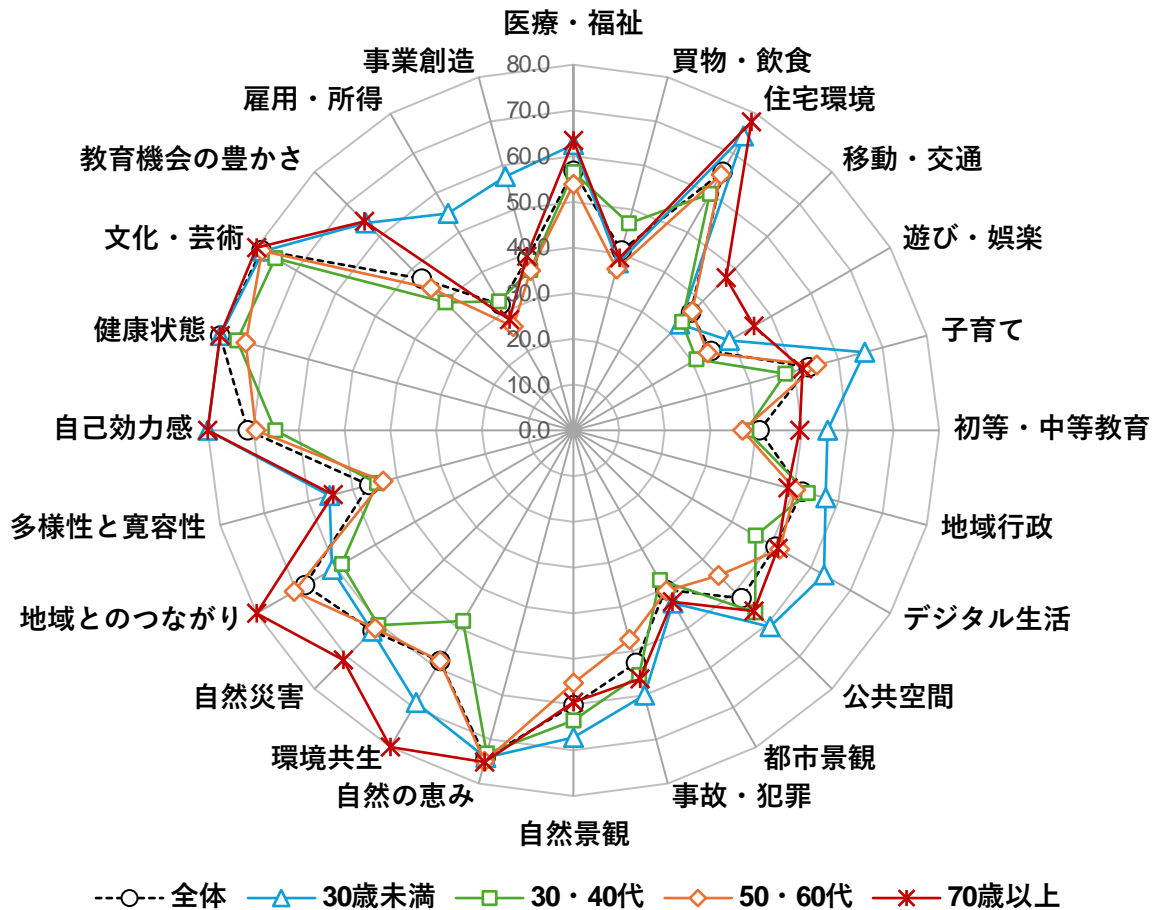 医療・福祉
買物・飲食
住宅環境
移動・交通
遊び・娯楽
子育て
初等・中等教育
地域行政
デジタル生活
公共空間
都市景観
事故・犯罪
自然景観
自然の恵み
環境共生
自然災害
地域とのつながり
多様性と寛容性
自己効力感
健康状態
文化・芸術
教育機会の豊かさ
雇用・所得
事業創造
80.0
70.0
60.0
50.0
40.0
30.0
20.0
10.0
0.0
全体 30歳未満 30・40代 50・60代 70歳以上